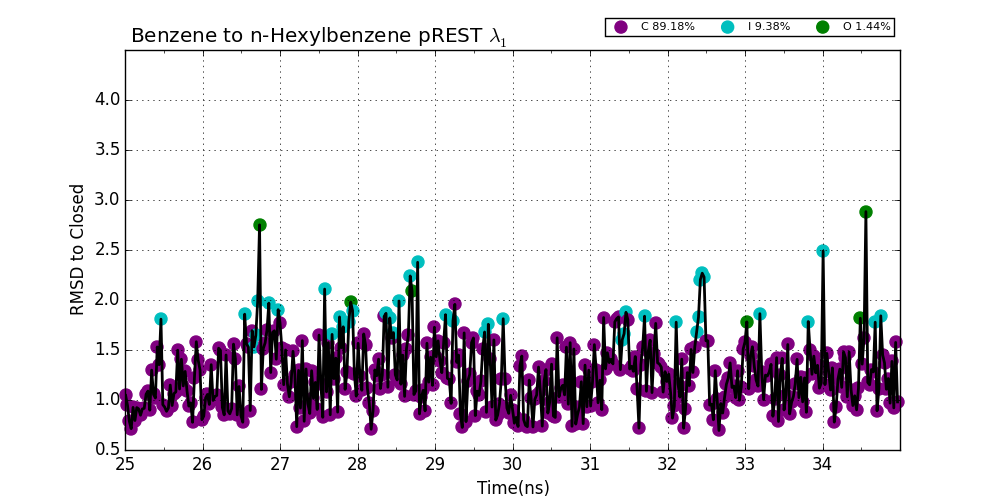 Benzene to n-Hexylbenzene pREST λ₁
C 89.18% I 9.38% O 1.44%
RMSD to Closed
4.0
3.5
3.0
2.5
2.0
1.5
1.0
0.5
25 26 27 28 29 30 31 32 33 34
Time(ns)